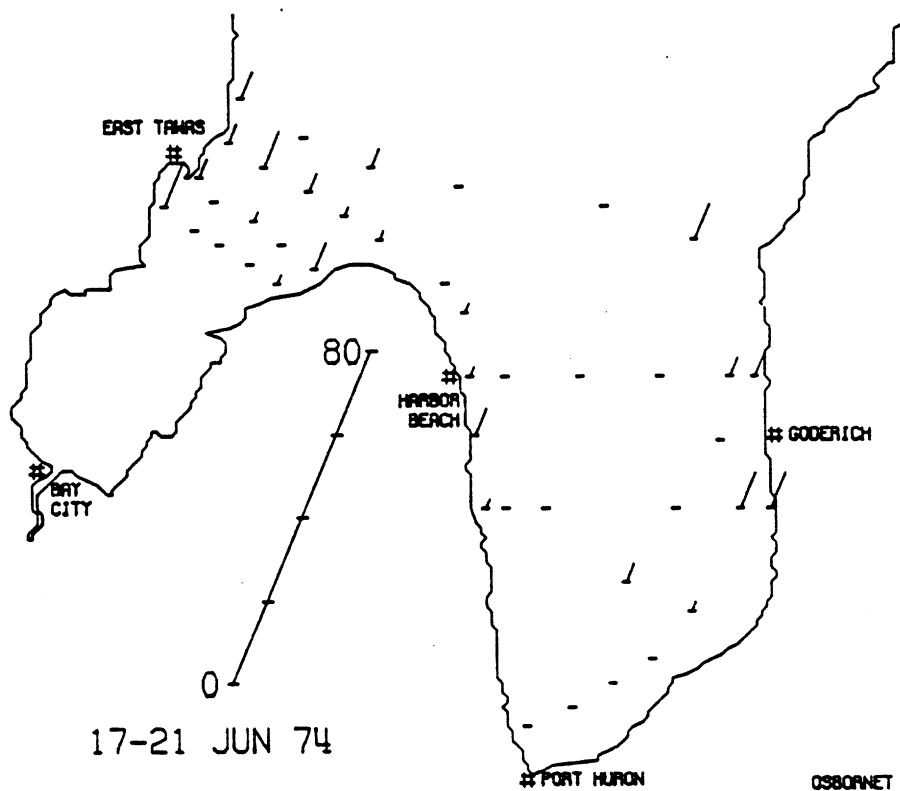 EAST TAWAS
80
HARBOR
BEACH
GODERICH
BAY
CITY
0
17-21 JUN 74
PORT HURON
OSBORNET